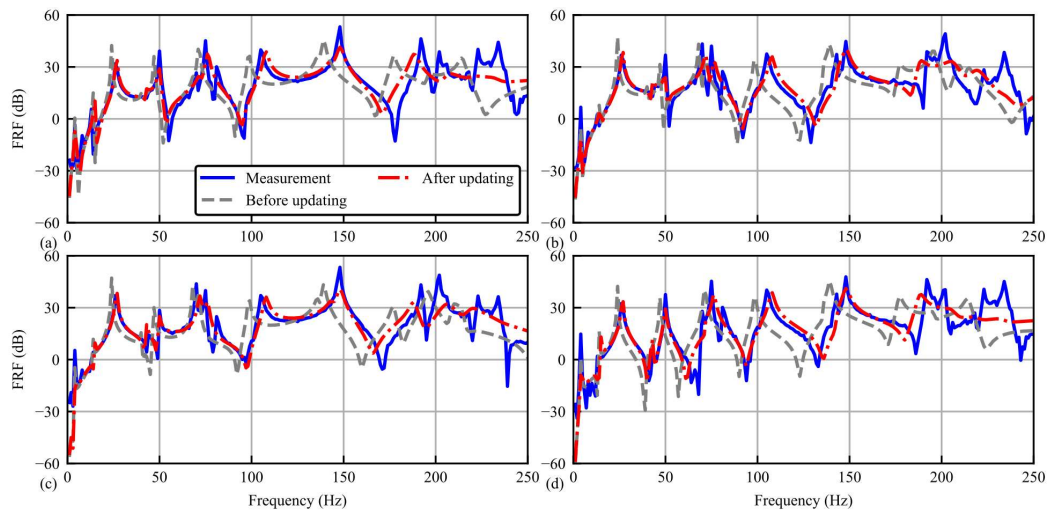 60
30
0
−30
−60
FRF (dB)
Measurement
Before updating
After updating
(a)
0 50 100 150 200 250
60
30
0
−30
−60
(b)
0 50 100 150 200 250
60
30
0
−30
−60
FRF (dB)
(c)
0 50 100 150 200 250
Frequency (Hz)
60
30
0
−30
−60
(d)
0 50 100 150 200 250
Frequency (Hz)